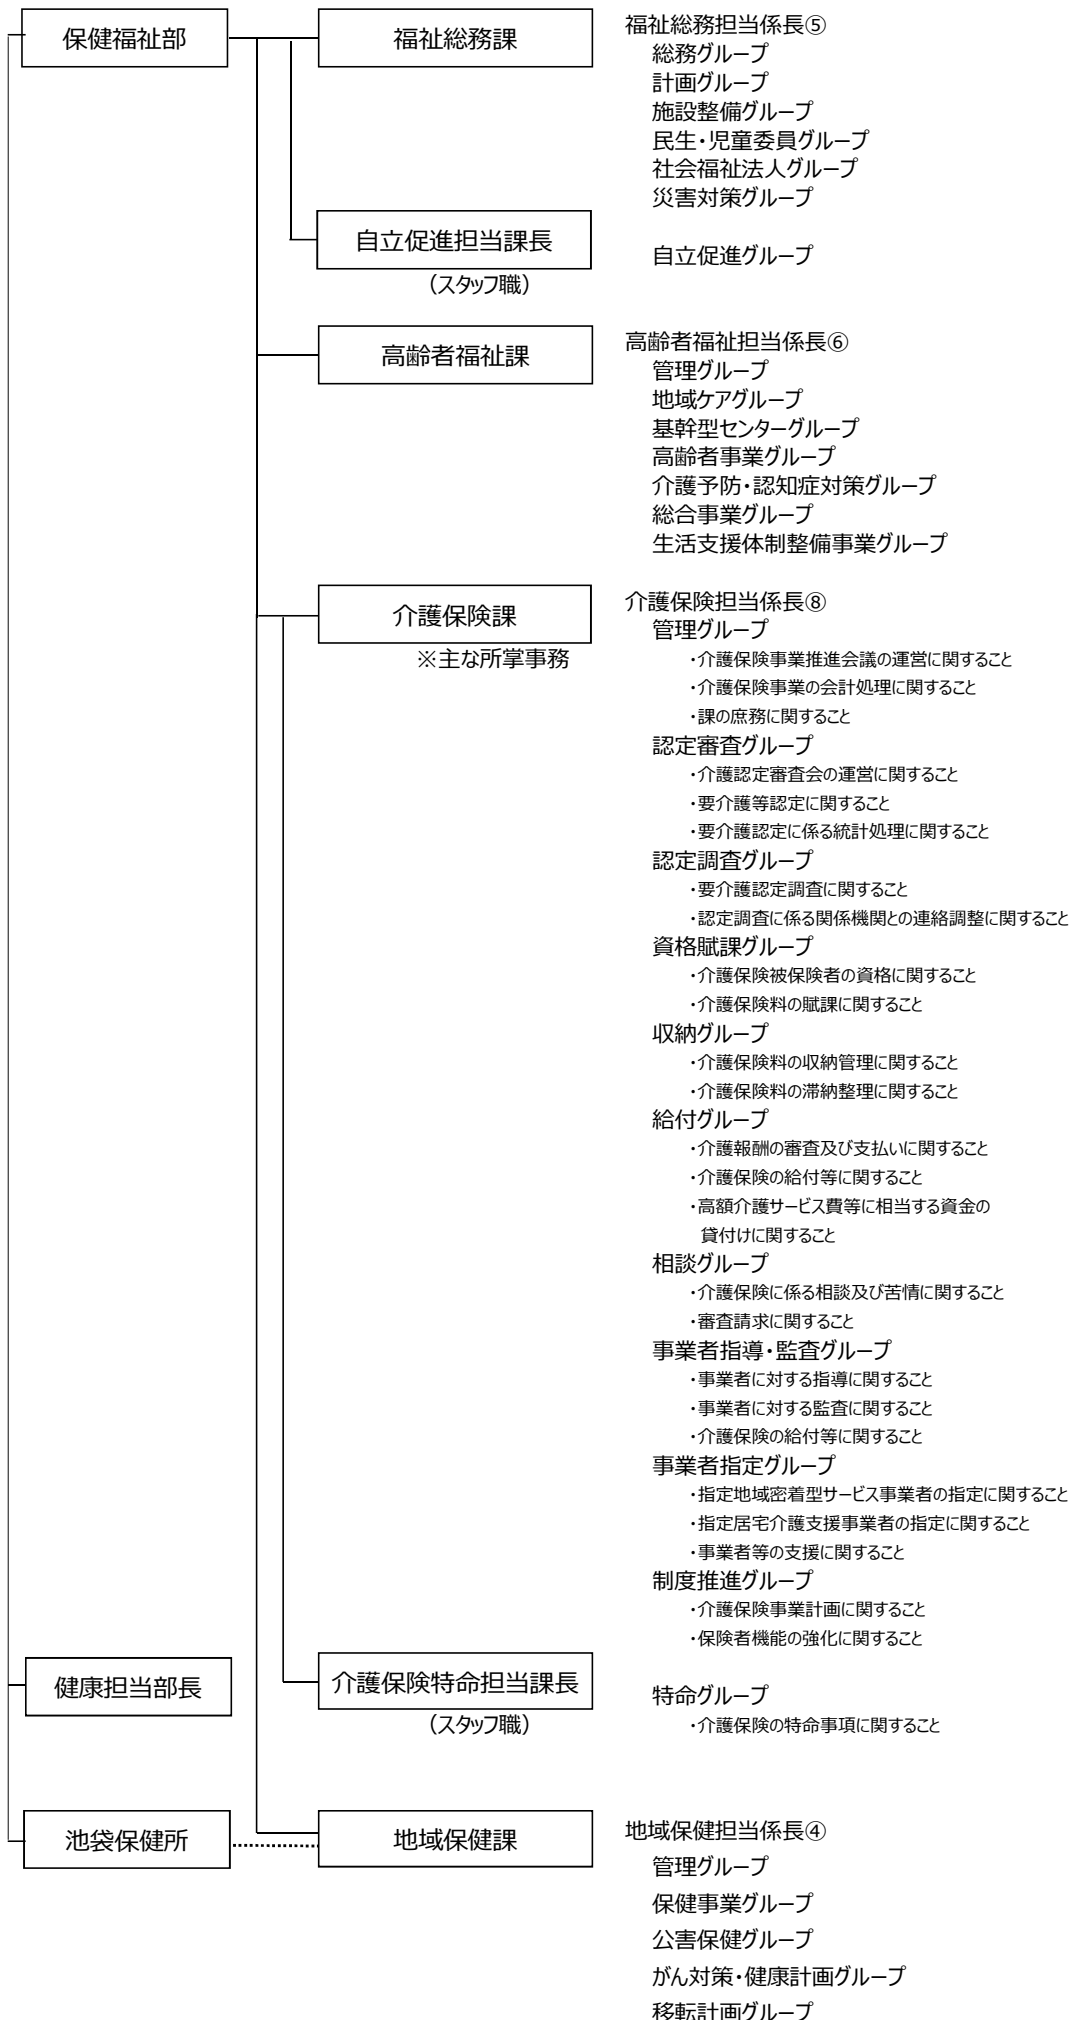 保健福祉部
福祉総務課
福祉総務担当係長⑤
総務グループ
計画グループ
施設整備グループ
民生・児童委員グループ
社会福祉法人グループ
災害対策グループ
自立促進担当課長
（スタッフ職）
自立促進グループ
高齢者福祉課
高齢者福祉担当係長⑥
管理グループ
地域ケアグループ
基幹型センターグループ
高齢者事業グループ
介護予防・認知症対策グループ
総合事業グループ
生活支援体制整備事業グループ
介護保険課
※主な所掌事務
介護保険担当係長⑧
管理グループ
・介護保険事業推進会議の運営に関すること
・介護保険事業の会計処理に関すること
・課の庶務に関すること
認定審査グループ
・介護認定審査会の運営に関すること
・要介護等認定に関すること
・要介護認定に係る統計処理に関すること
認定調査グループ
・要介護認定調査に関すること
・認定調査に係る関係機関との連絡調整に関すること
資格賦課グループ
・介護保険被保険者の資格に関すること
・介護保険料の賦課に関すること
収納グループ
・介護保険料の収納管理に関すること
・介護保険料の滞納整理に関すること
給付グループ
・介護報酬の審査及び支払いに関すること
・介護保険の給付等に関すること
・高額介護サービス費等に相当する資金の
貸付けに関すること
相談グループ
・介護保険に係る相談及び苦情に関すること
・審査請求に関すること
事業者指導・監査グループ
・事業者に対する指導に関すること
・事業者に対する監査に関すること
・介護保険の給付等に関すること
事業者指定グループ
・指定地域密着型サービス事業者の指定に関すること
・指定居宅介護支援事業者の指定に関すること
・事業者等の支援に関すること
制度推進グループ
・介護保険事業計画に関すること
・保険者機能の強化に関すること
健康担当部長
介護保険特命担当課長
（スタッフ職）
特命グループ
・介護保険の特命事項に関すること
池袋保健所
地域保健課
地域保健担当係長④
管理グループ
保健事業グループ
公害保健グループ
がん対策・健康計画グループ
移転計画グループ